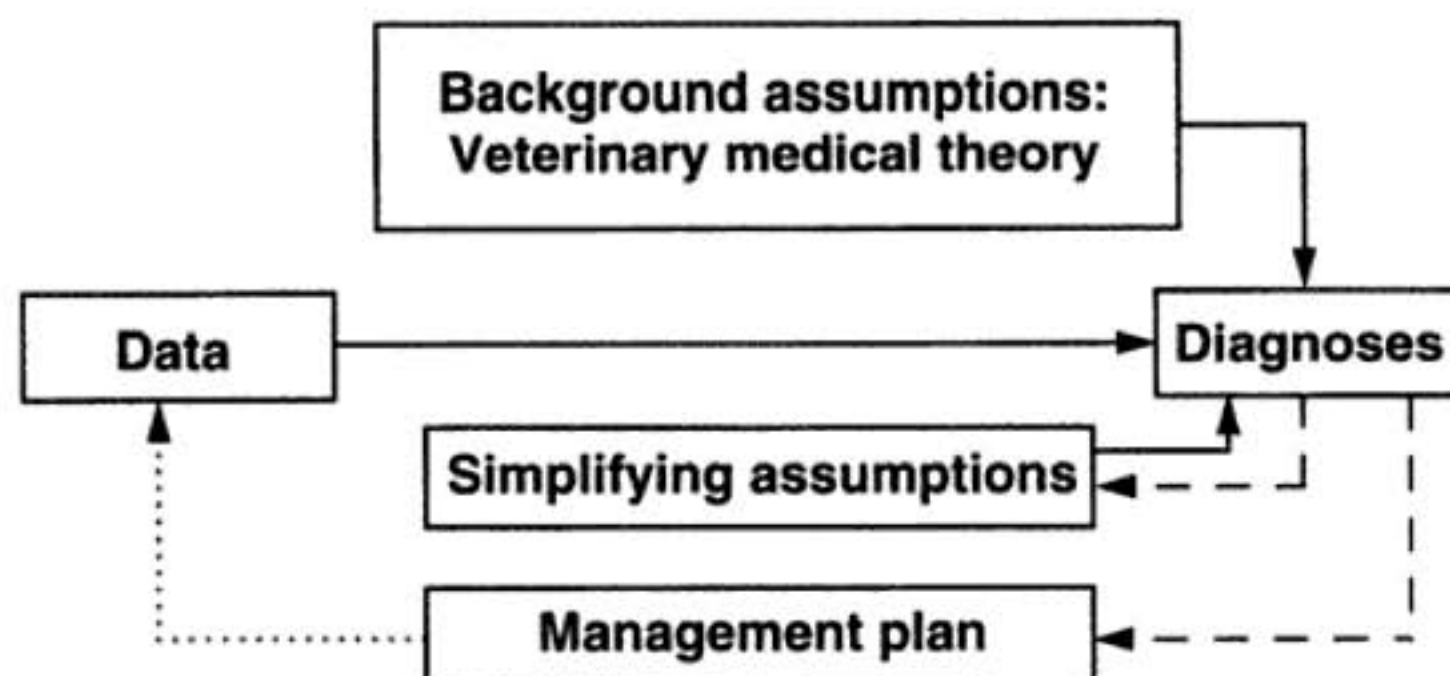 Background assumptions:
Veterinary medical theory
Data
Diagnoses
Simplifying assumptions
Management plan